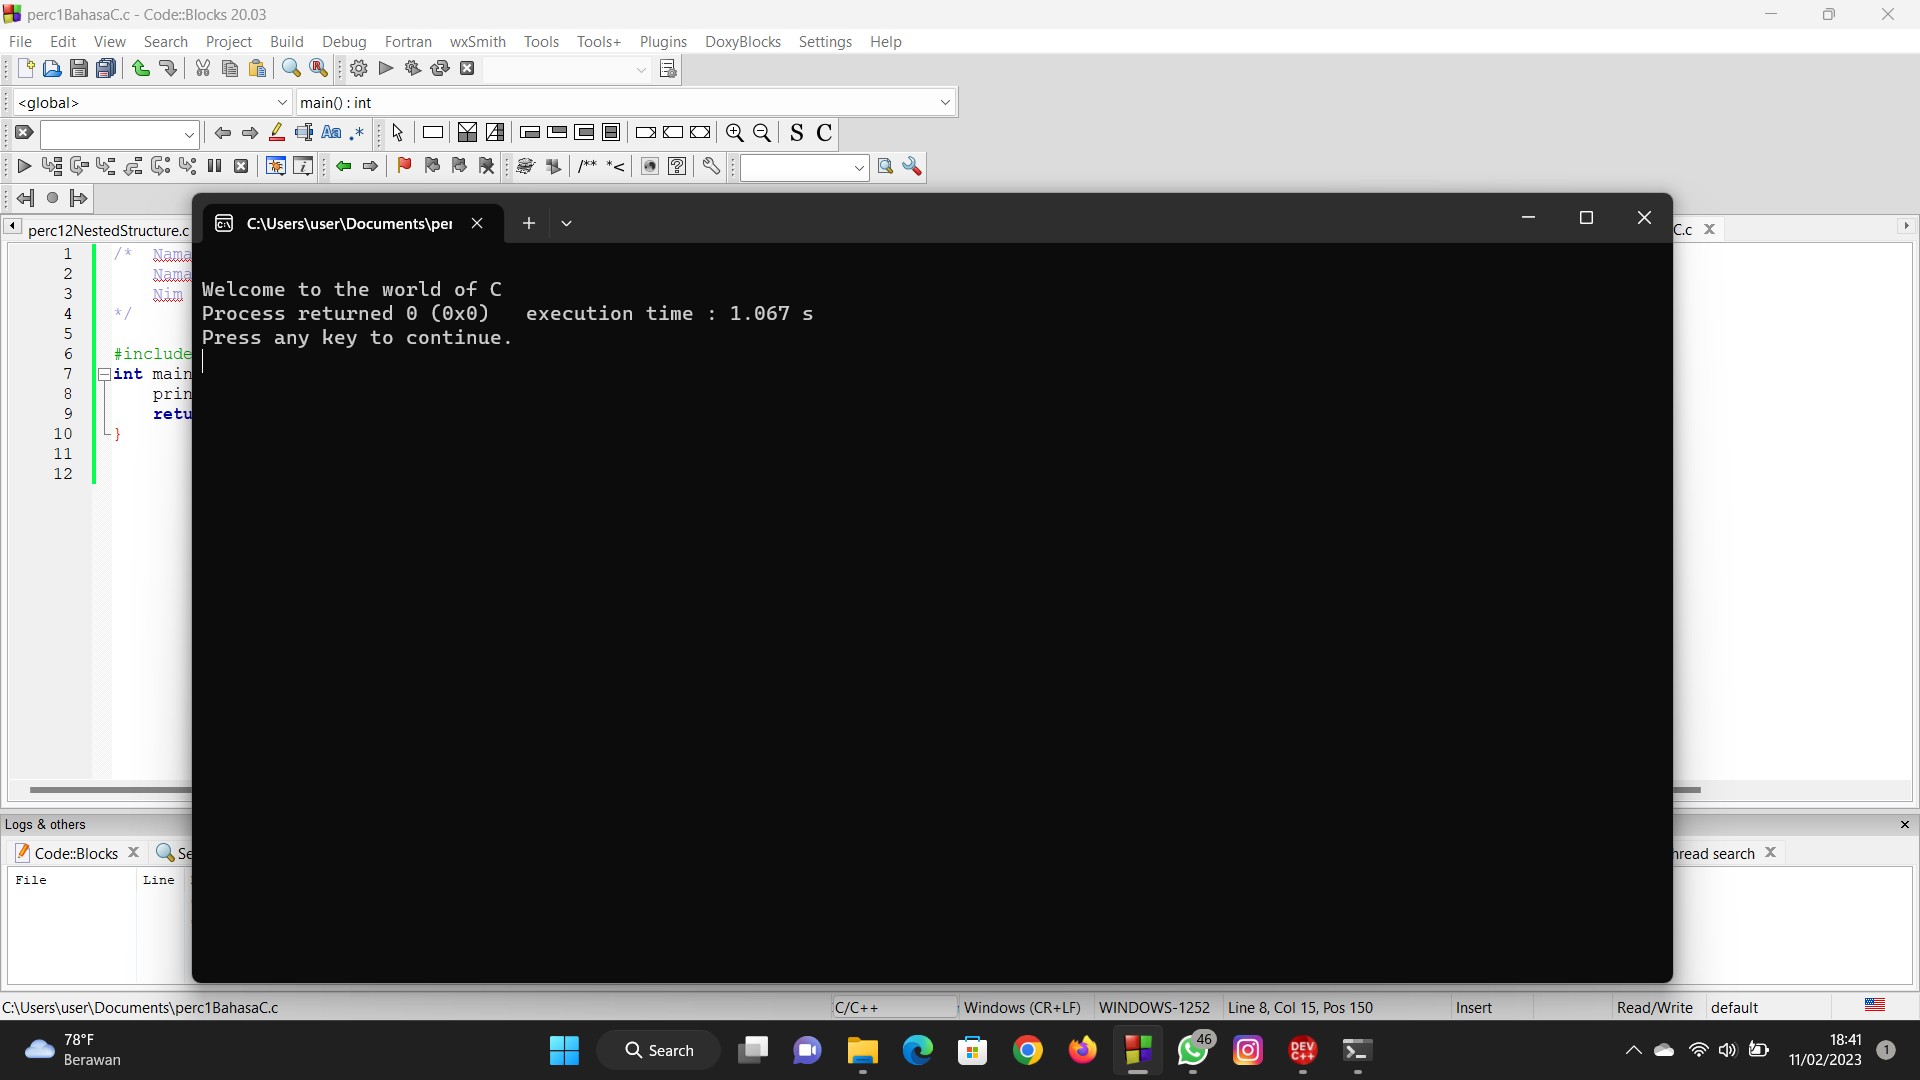 perc1BahasaC.c - Code::Blocks 20.03
File Edit View Search Project Build Debug Fortran wxSmith Tools Tools+ Plugins DoxyBlocks Settings Help
<global> main() : int
Aa .* S C
/** *<
perc12NestedStructure.c
C:\Users\user\Documents\per
C.c
1 /* Nama
2 Nama
3 Nim
4 */
5
6 #include
7 int main
8 prin
9 retu
10 }
11
12
Welcome to the world of C
Process returned 0 (0x0) execution time : 1.067 s
Press any key to continue.
Logs & others
Code::Blocks Se hread search
File Line
C:\Users\user\Documents\perc1BahasaC.c C/C++ Windows (CR+LF) WINDOWS-1252 Line 8, Col 15, Pos 150 Insert Read/Write default
78°F
Berawan
Search
46
DEV
C++
18:41
11/02/2023
1